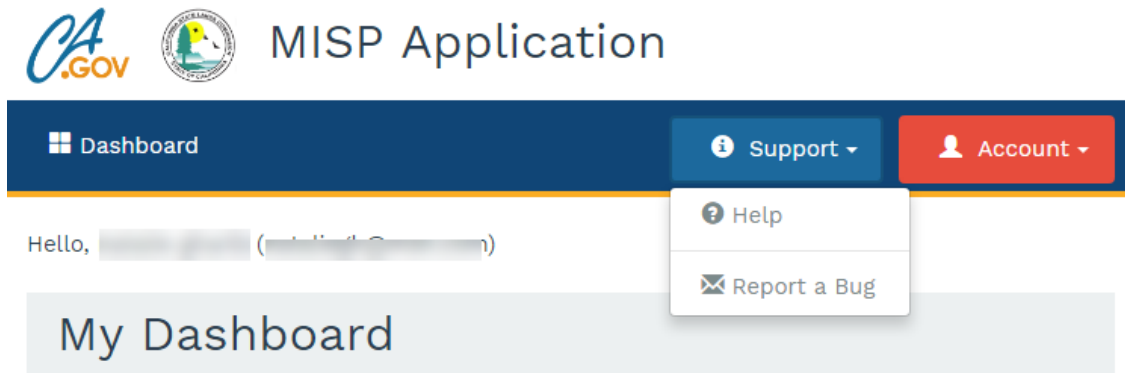 CA.GOV
MISP Application
Dashboard
Support
Account
Help
Report a Bug
Hello, ( )
My Dashboard